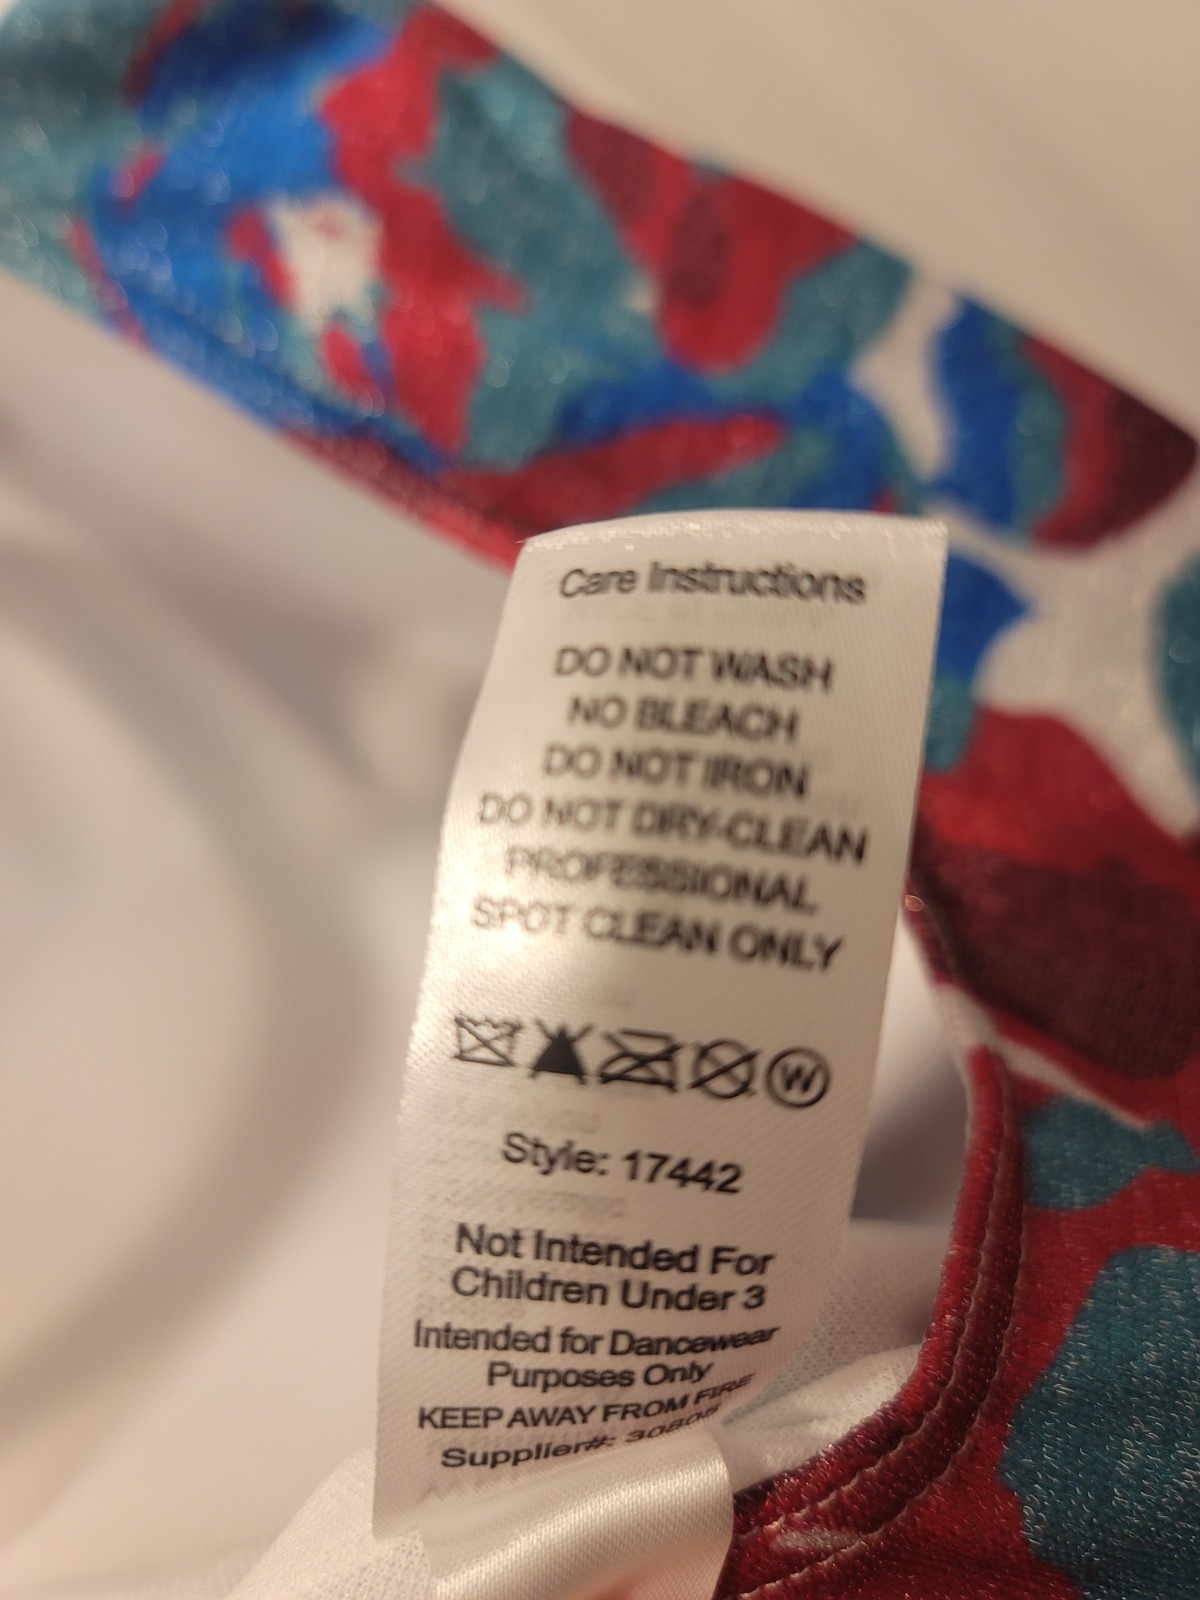 Care Instructions
DO NOT WASH
NO BLEACH
DO NOT IRON
DO NOT DRY-CLEAN
PROFESSIONAL
SPOT CLEAN ONLY
W
Style: 17442
Not Intended For
Children Under 3
Intended for Dancewear
Purposes Only
KEEP AWAY FROM FIRE
Supplier#: